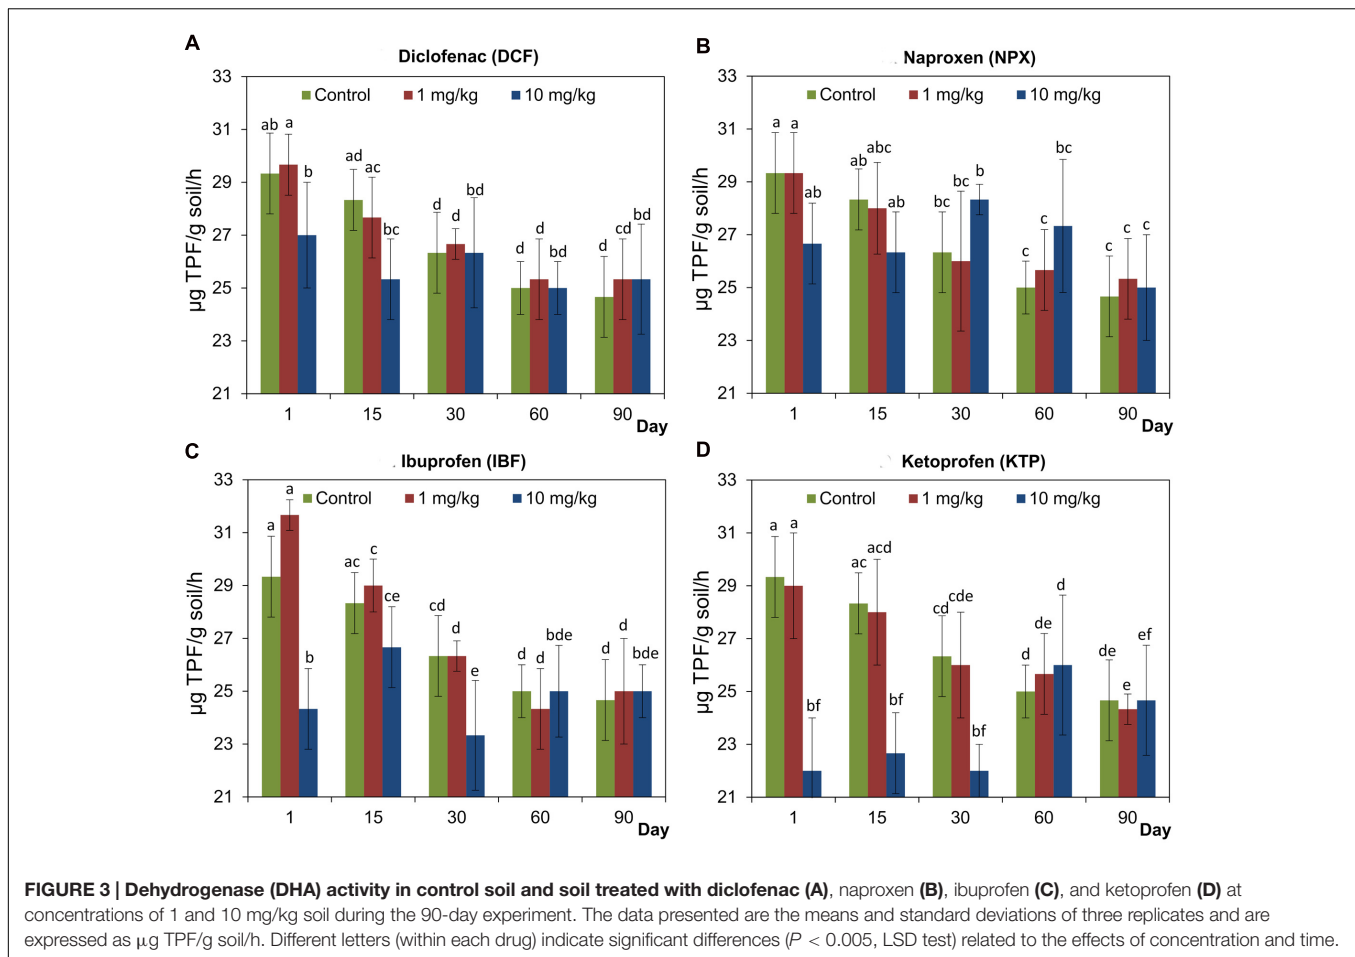 A
Diclofenac (DCF)
33
31
29
27
25
23
21
µg TPF/g soil/h
Control 1 mg/kg 10 mg/kg
ab a b
ad ac bc
d d bd
d d bd
d cd bd
1 15 30 60 90
Day
B
Naproxen (NPX)
33
31
29
27
25
23
21
µg TPF/g soil/h
Control 1 mg/kg 10 mg/kg
a a ab
ab abc ab
bc bc b
c c bc
c c c
1 15 30 60 90
Day
C
Ibuprofen (IBF)
33
31
29
27
25
23
21
µg TPF/g soil/h
Control 1 mg/kg 10 mg/kg
a a b
ac c ce
cd d e
d d bde
d d bde
1 15 30 60 90
Day
D
Ketoprofen (KTP)
33
31
29
27
25
23
21
µg TPF/g soil/h
Control 1 mg/kg 10 mg/kg
a a bf
ac acd bf
cd cde bf
d de d
de e ef
1 15 30 60 90
Day
FIGURE 3 | Dehydrogenase (DHA) activity in control soil and soil treated with diclofenac (A), naproxen (B), ibuprofen (C), and ketoprofen (D) at
concentrations of 1 and 10 mg/kg soil during the 90-day experiment. The data presented are the means and standard deviations of three replicates and are
expressed as µg TPF/g soil/h. Different letters (within each drug) indicate significant differences (P < 0.005, LSD test) related to the effects of concentration and time.